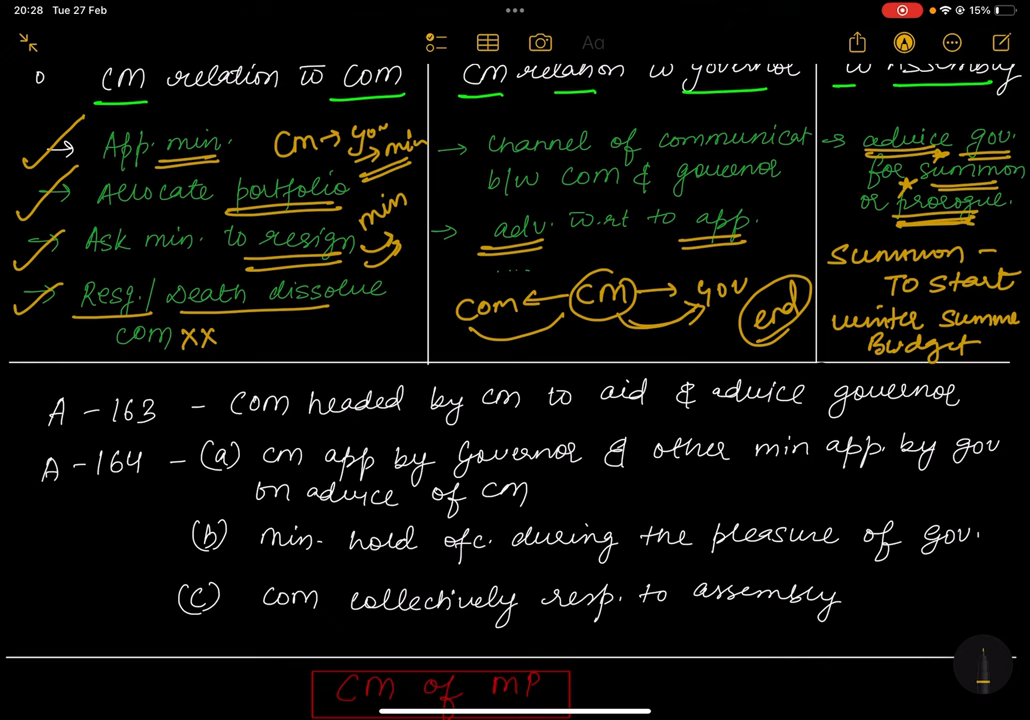 20:28 Tue 27 Feb
15%
Aa
CM relation to COM
App. min.
CM → gov → min
Allocate portfolio
min
Ask min. to resign
Resg./ Death dissolve
COM xx
CM relation to governor
Channel of communicat
b/w COM & governor
adv. w.r.t to app.
....
COM ← CM → gov
end
to Assembly
advice gov.
for summon
or prorogue.
Summon -
To Start
winter summe
Budget
A - 163 - COM headed by CM to aid & advice governor
A - 164 - (a) CM app by Governor & other min app. by gov
on advice of CM
(b) min. hold ofc. during the pleasure of gov.
(c) COM collectively resp. to assembly
CM of MP